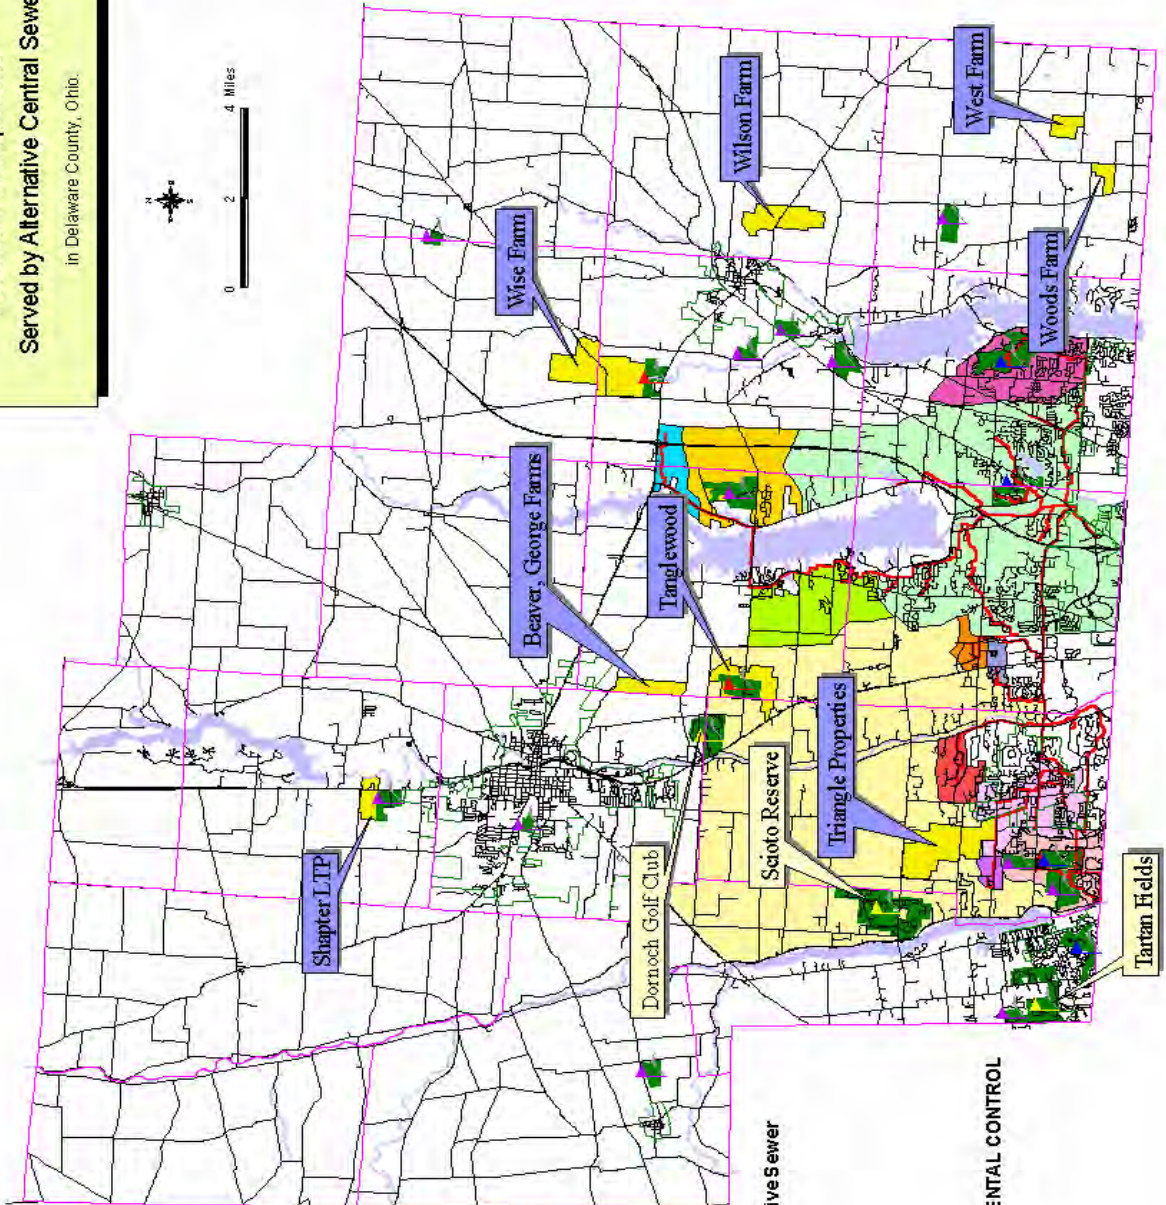 Served by Alternative Central Sewe
in Delaware County, Ohio.
N
S
0 2 4 Miles
West Farm
Wilson Farm
Wise Farm
Woods Farm
Beaver, George Farms
Tanglewood
Triangle Properties
Scioto Reserve
Shapter LTP
Dornoch Golf Club
Tartan Fields
ive Sewer
ENTAL CONTROL